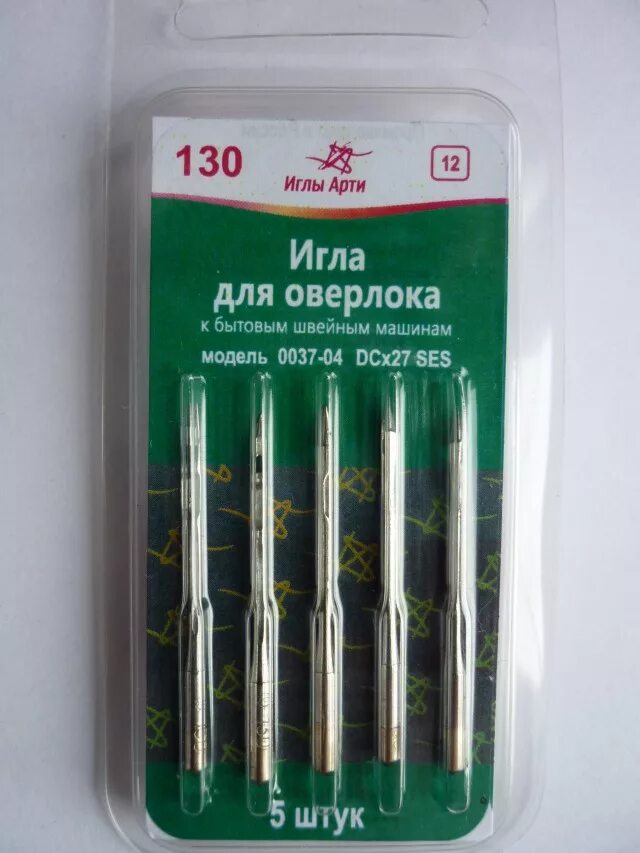 130
Иглы Арти
12
Игла
для оверлока
к бытовым швейным машинам
модель 0037-04 DCx27 SES
5 штук